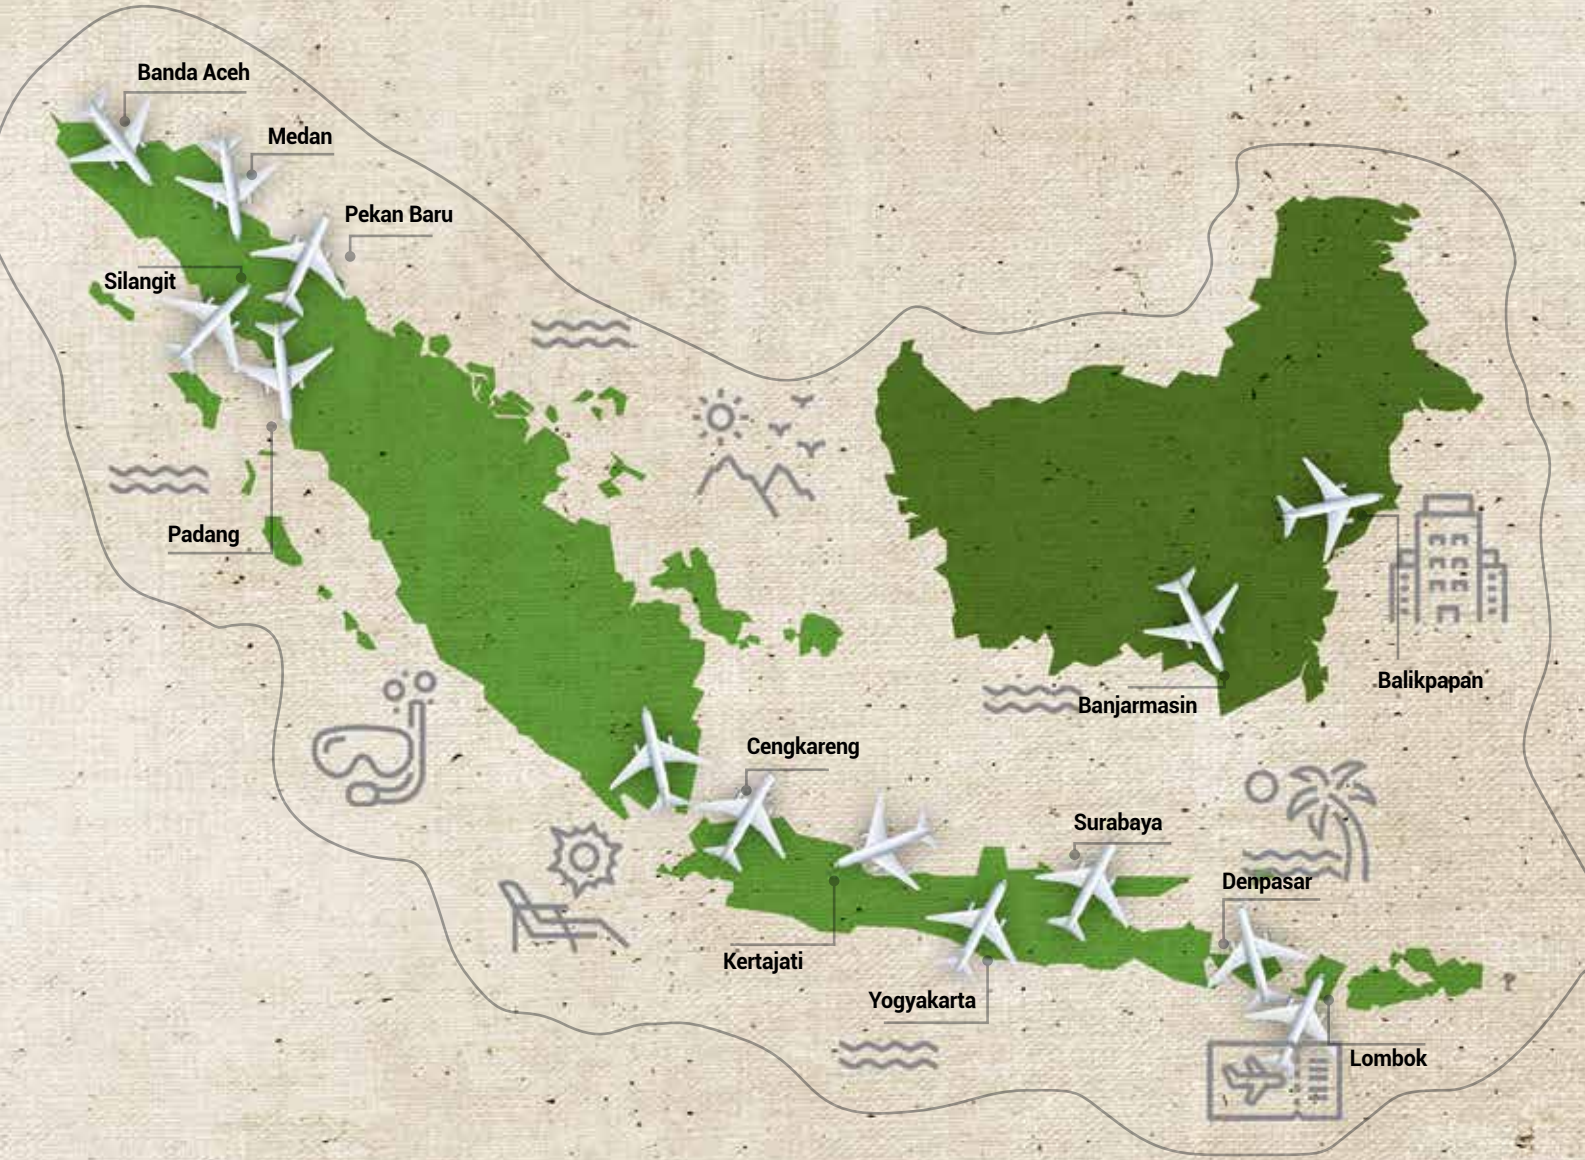 Banda Aceh
Medan
Pekan Baru
Silangit
Padang
Balikpapan
Banjarmasin
Cengkareng
Surabaya
Denpasar
Kertajati
Yogyakarta
Lombok